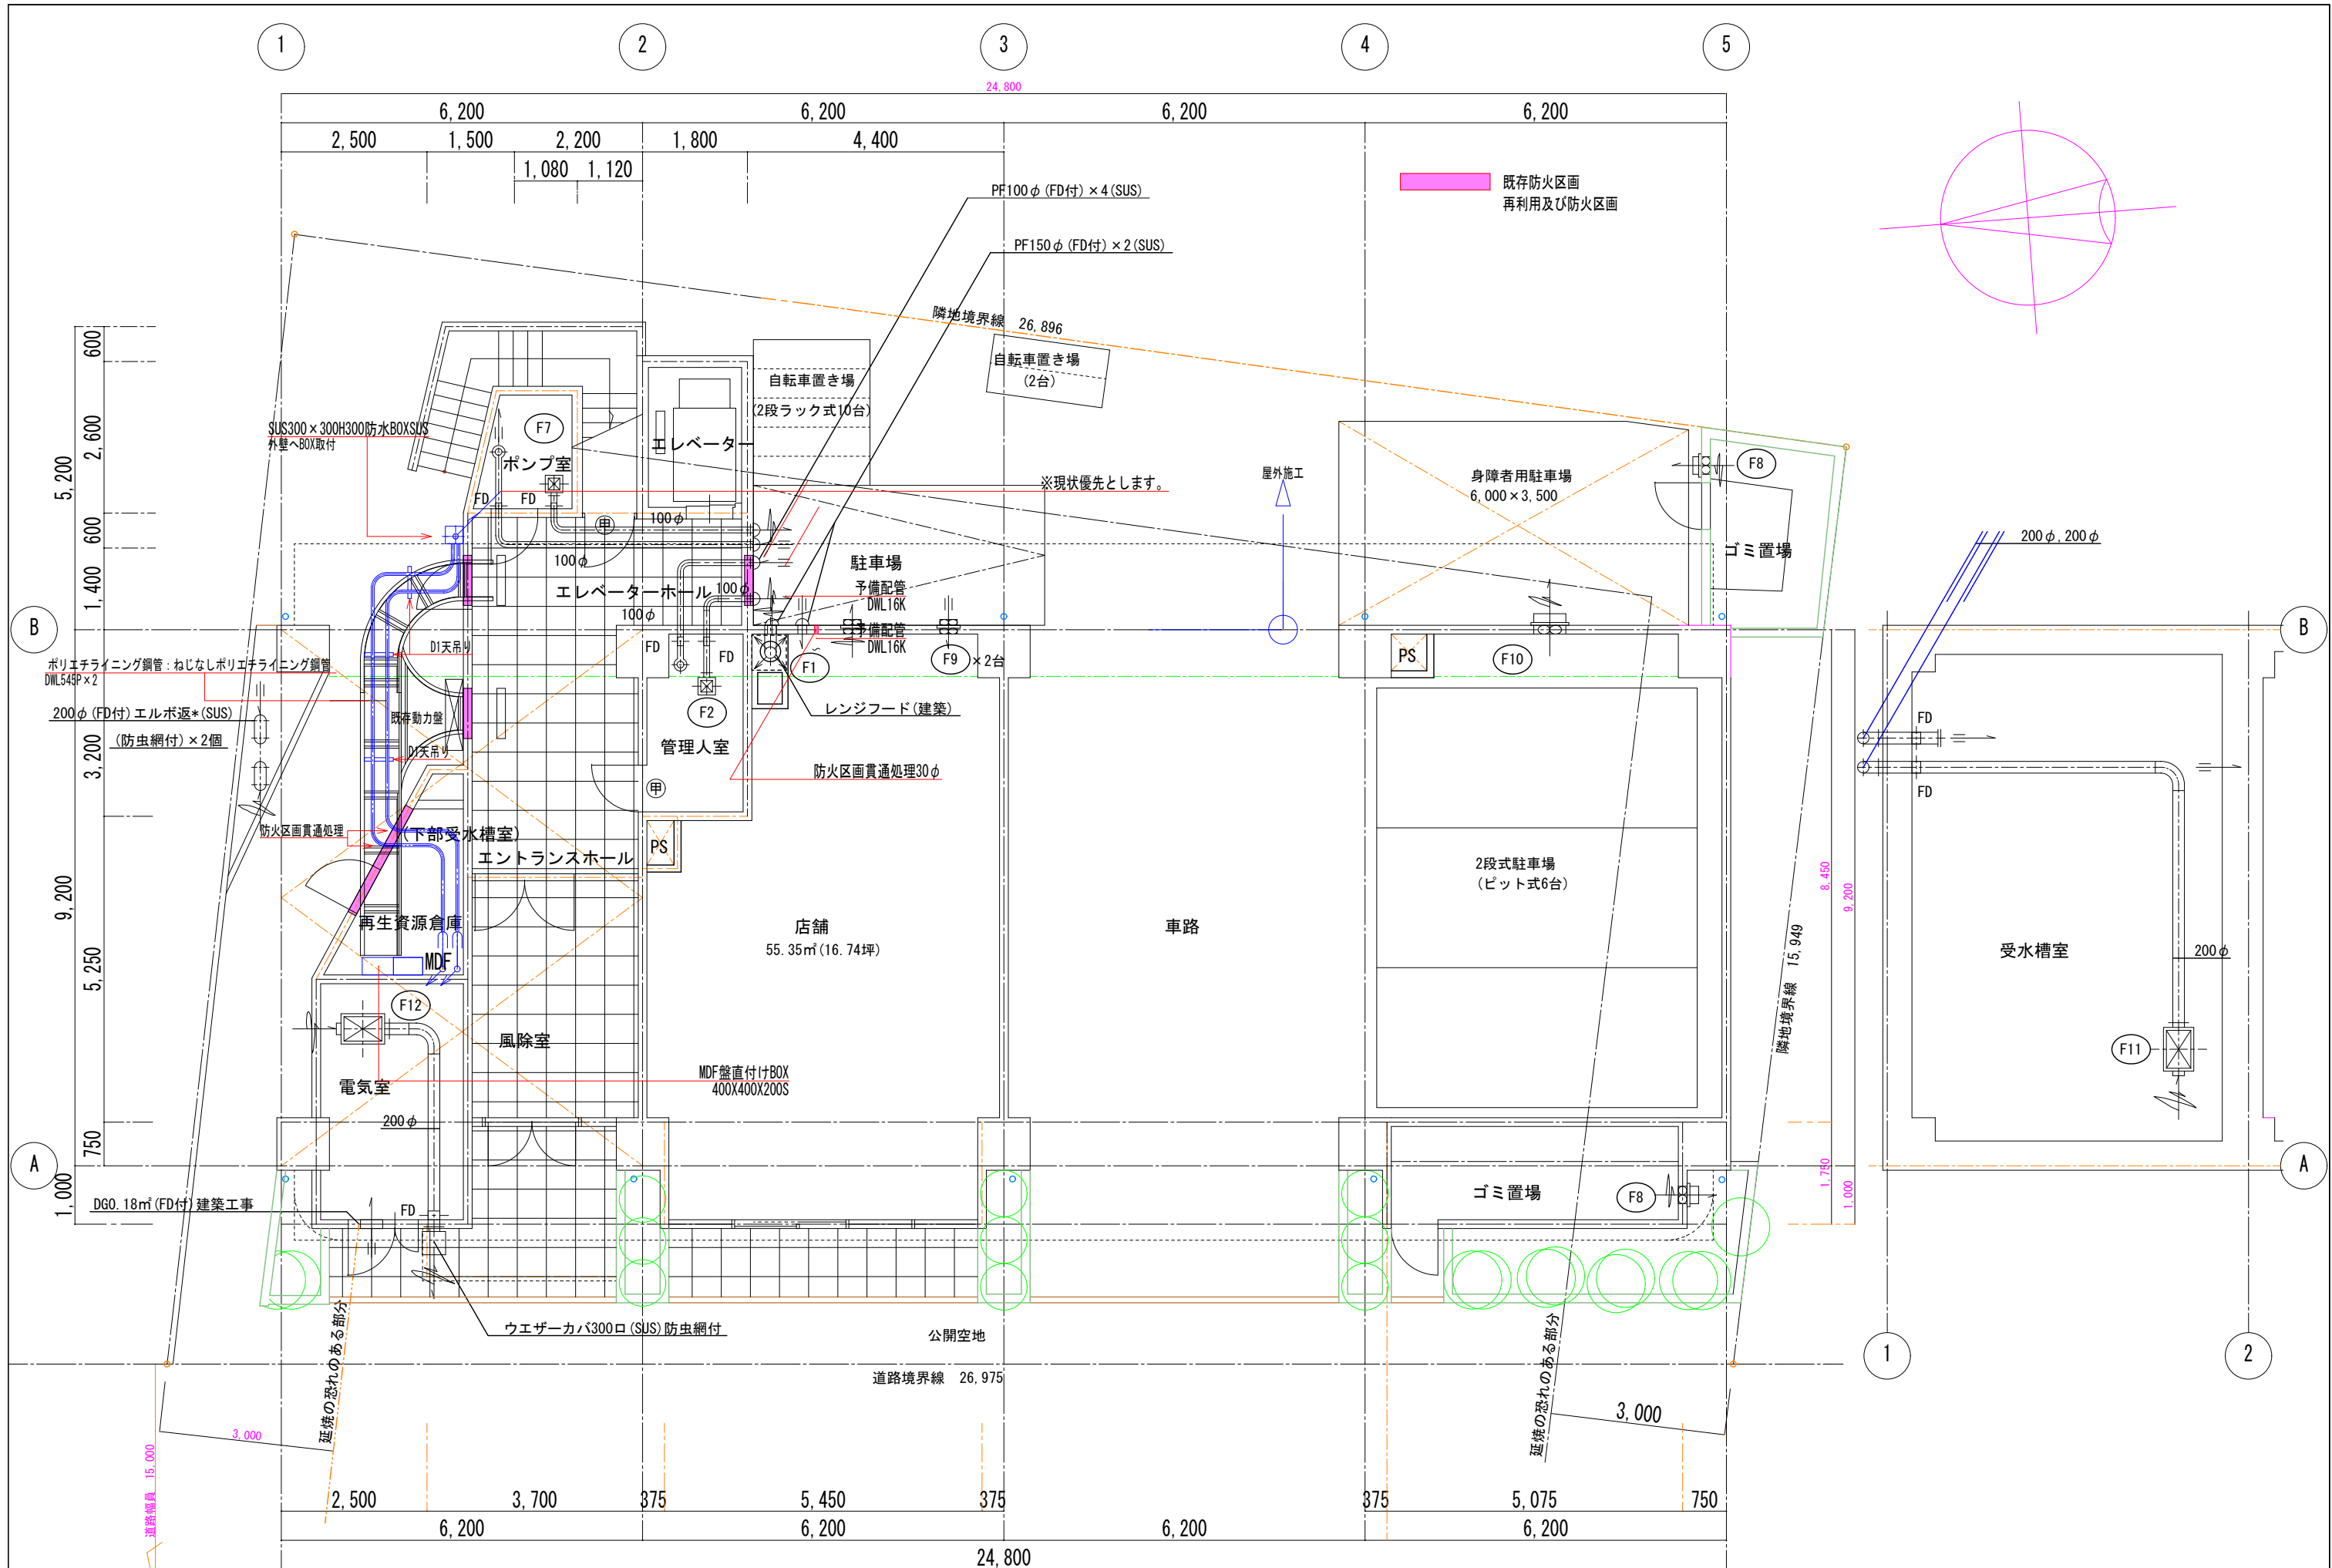 1
2
3
4
5
24,800
6,200
6,200
6,200
6,200
2,500
1,500
2,200
1,800
4,400
1,080
1,120
既存防火区画
再利用及び防火区画
PF100φ(FD付)×4(SUS)
PF150φ(FD付)×2(SUS)
隣地境界線 26,896
自転車置き場
(2台)
自転車置き場
(2段ラック式10台)
600
2,600
5,200
600
1,400
3,200
9,200
5,250
750
1,000
SUS300×300H300防水BOXSUS
外壁へBOX取付
F7
ポンプ室
エレベーター
FD
FD
甲
100φ
100φ
100φ
100φ
エレベーターホール
※現状優先とします。
屋外施工
身障者用駐車場
6,000×3,500
F8
ゴミ置場
駐車場
予備配管
DWL16K
予備配管
DWL16K
200φ,200φ
B
B
ポリエチライニング鋼管:ねじなしポリエチライニング鋼管
DWL545P×2
D1天吊り
FD
FD
F1
F9
×2台
PS
F10
F2
レンジフード(建築)
200φ(FD付)エルボ返*(SUS)
(防虫網付)×2個
既存動力盤
D1天吊り
管理人室
甲
防火区画貫通処理30φ
FD
FD
防火区画貫通処理
(下部受水槽室)
エントランスホール
PS
2段式駐車場
(ピット式6台)
8,450
9,200
再生資源倉庫
MDF
店舗
55.35㎡(16.74坪)
車路
隣地境界線 15,949
受水槽室
200φ
F12
風除室
F11
MDF盤直付けBOX
400X400X200S
電気室
200φ
A
A
1,750
1,000
DG0.18㎡(FD付)建築工事
FD
ゴミ置場
F8
ウエザーカバ300ロ(SUS)防虫網付
公開空地
道路境界線 26,975
延焼の恐れのある部分
延焼の恐れのある部分
1
2
3,000
3,000
道路幅員 15,000
2,500
3,700
375
5,450
375
375
5,075
750
6,200
6,200
6,200
6,200
24,800